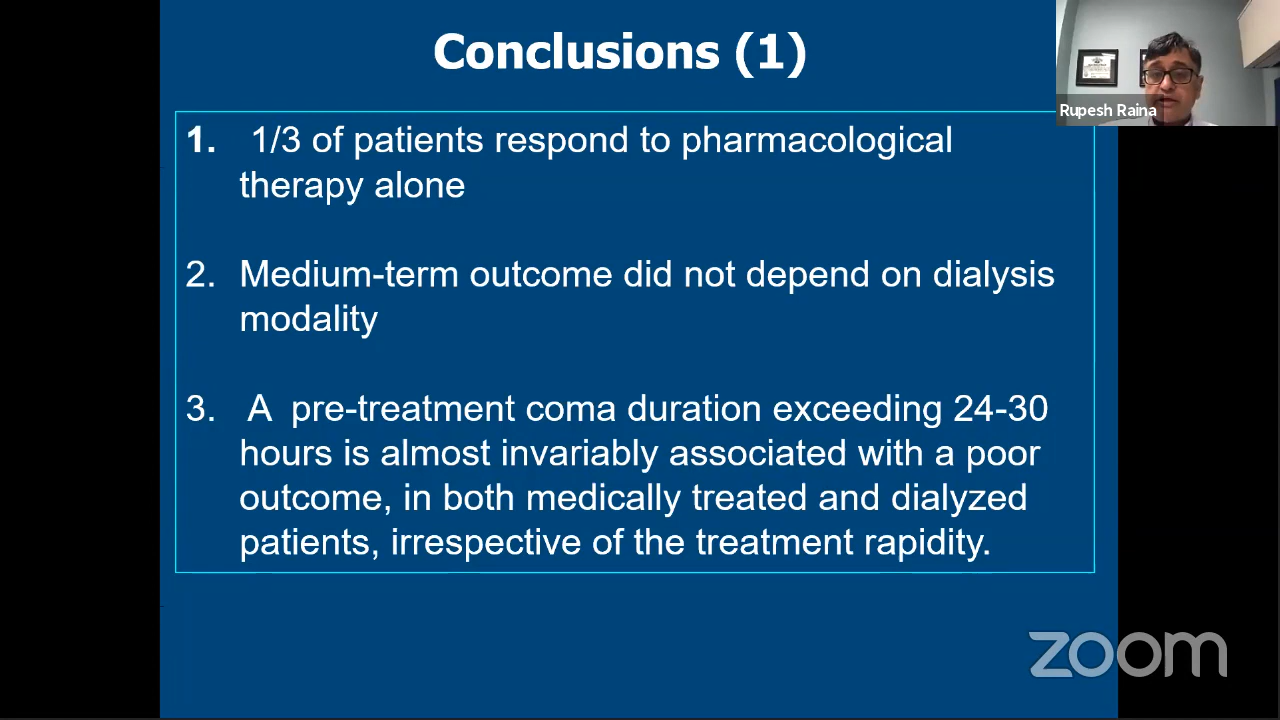 Conclusions (1)
Rupesh Raina
1. 1/3 of patients respond to pharmacological
therapy alone
2. Medium-term outcome did not depend on dialysis
modality
3. A pre-treatment coma duration exceeding 24-30
hours is almost invariably associated with a poor
outcome, in both medically treated and dialyzed
patients, irrespective of the treatment rapidity.
zoom